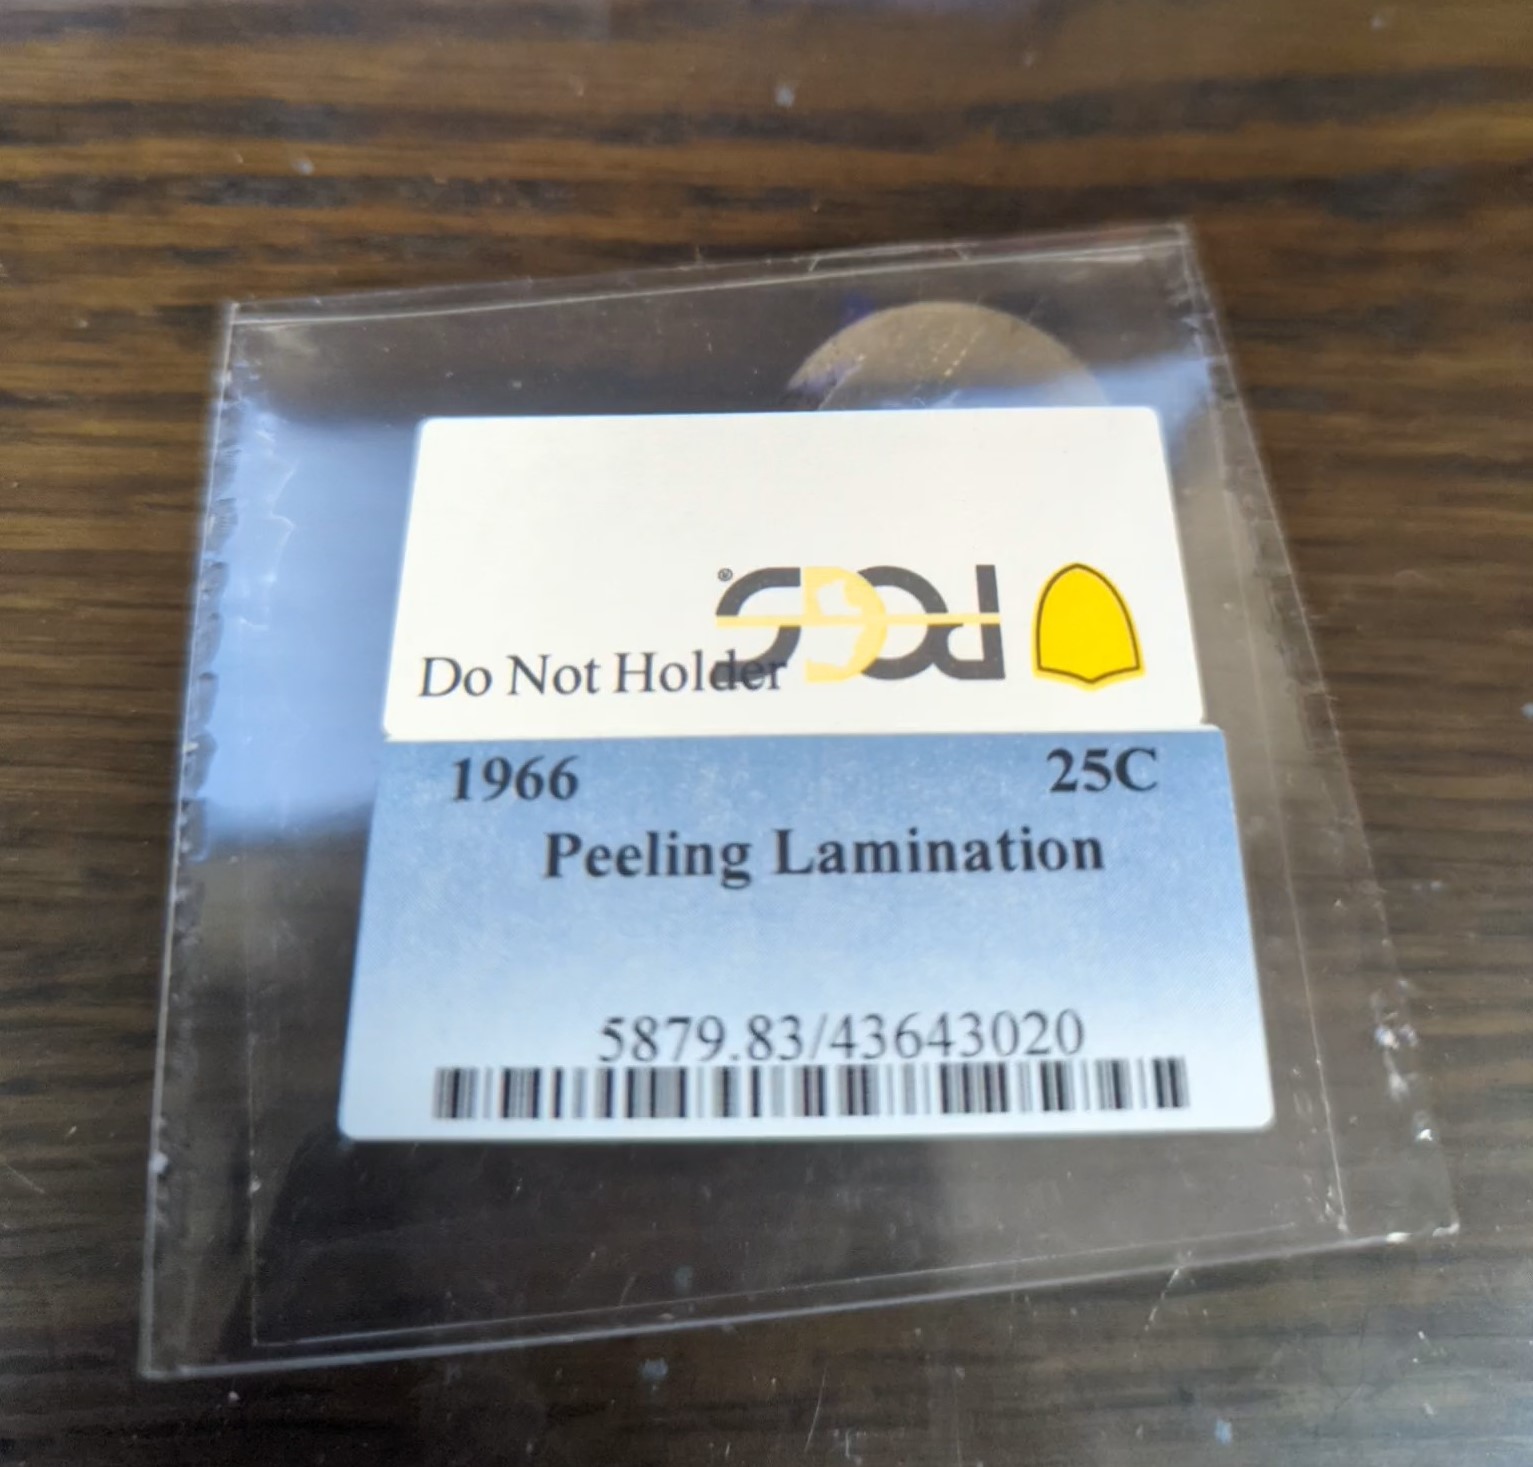 PCGS®
Do Not Holder
1966 25C
Peeling Lamination
5879.83/43643020